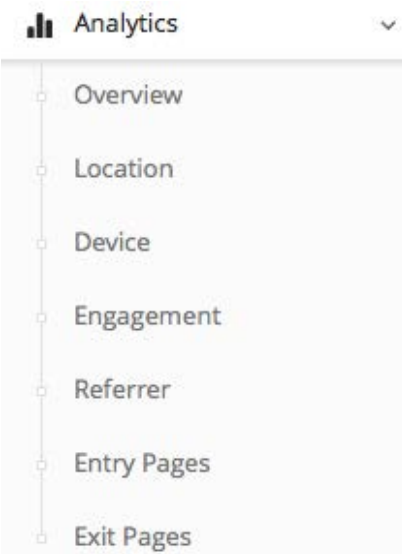 Analytics
Overview
Location
Device
Engagement
Referrer
Entry Pages
Exit Pages